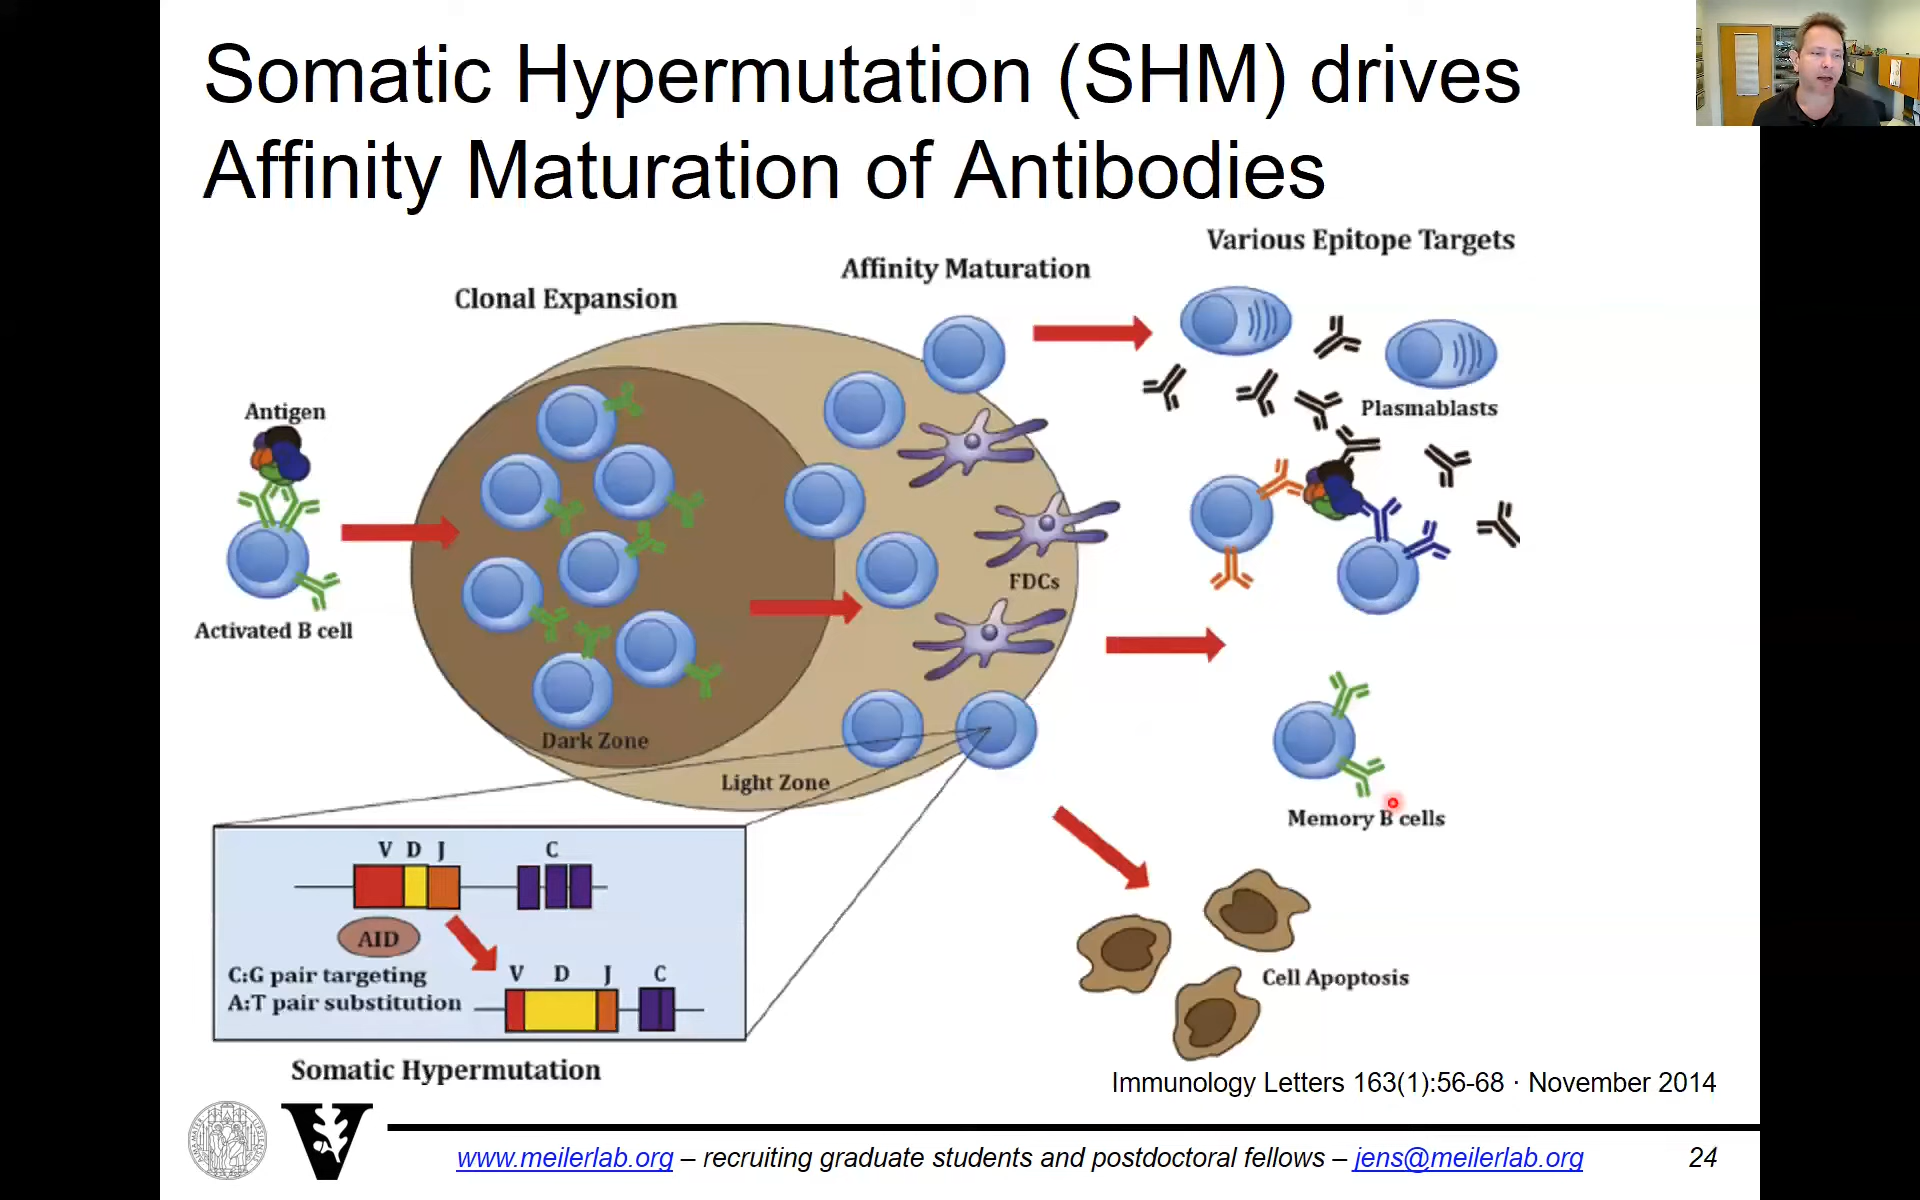 Somatic Hypermutation (SHM) drives
Affinity Maturation of Antibodies
Various Epitope Targets
Affinity Maturation
Clonal Expansion
Antigen
Plasmablasts
FDCs
Activated B cell
Dark Zone
Light Zone
Memory B cells
V D J C
AID
C:G pair targeting
A:T pair substitution
V D J C
Cell Apoptosis
Somatic Hypermutation
Immunology Letters 163(1):56-68 · November 2014
V
www.meilerlab.org – recruiting graduate students and postdoctoral fellows – jens@meilerlab.org
24